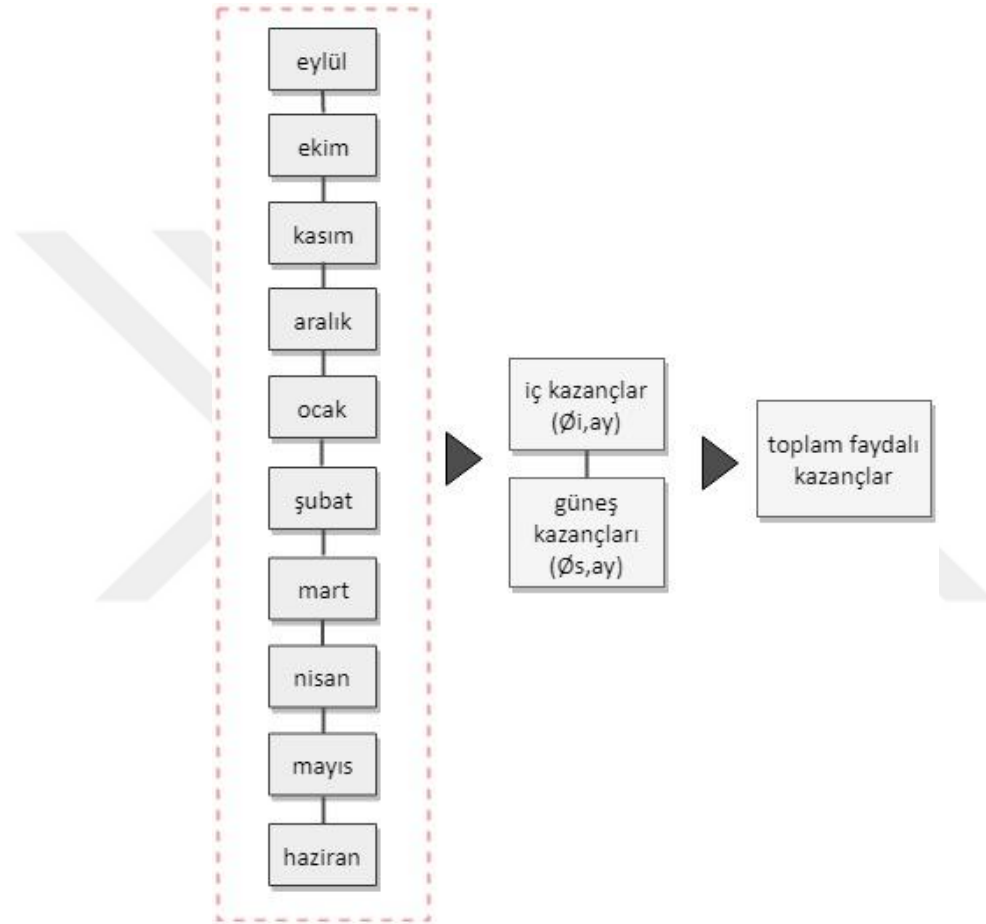 eylül
ekim
kasım
aralık
ocak
şubat
mart
nisan
mayıs
haziran
iç kazançlar
(Øi,ay)
güneş
kazançları
(Øs,ay)
toplam faydalı
kazançlar